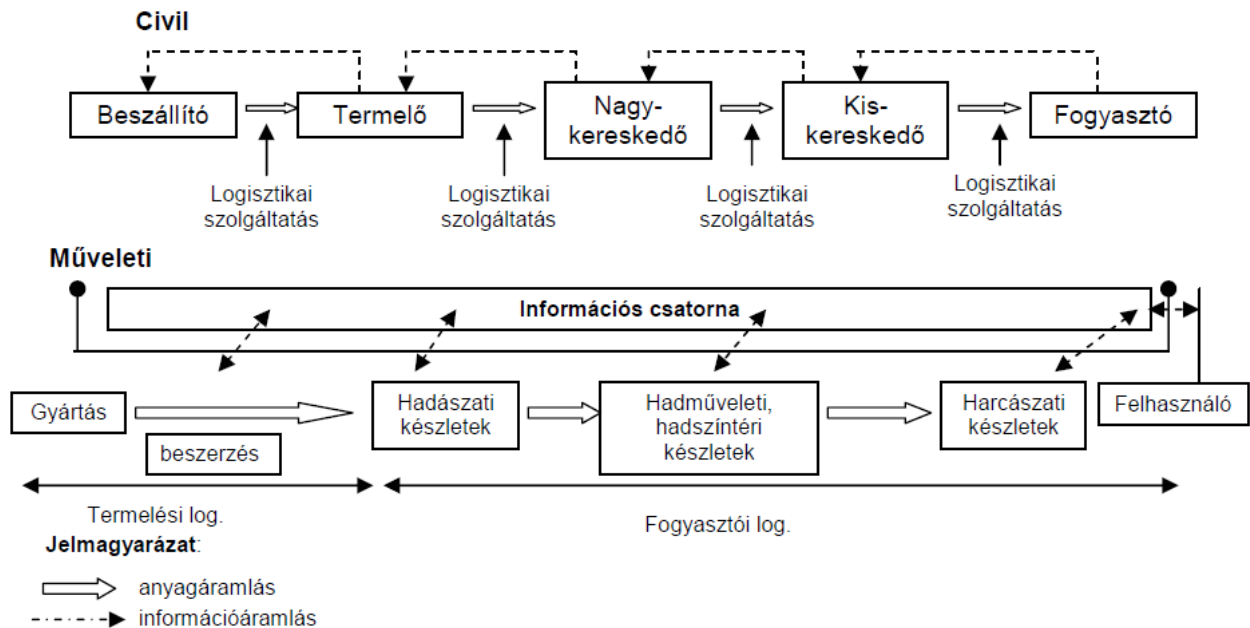 Civil
Beszállító
Termelő
Nagy-
kereskedő
Kis-
kereskedő
Fogyasztó
Logisztikai
szolgáltatás
Logisztikai
szolgáltatás
Logisztikai
szolgáltatás
Logisztikai
szolgáltatás
Műveleti
Információs csatorna
Gyártás
beszerzés
Hadászati
készletek
Hadműveleti,
hadszíntéri
készletek
Harcászati
készletek
Felhasználó
Termelési log.
Fogyasztói log.
Jelmagyarázat:
anyagáramlás
információáramlás